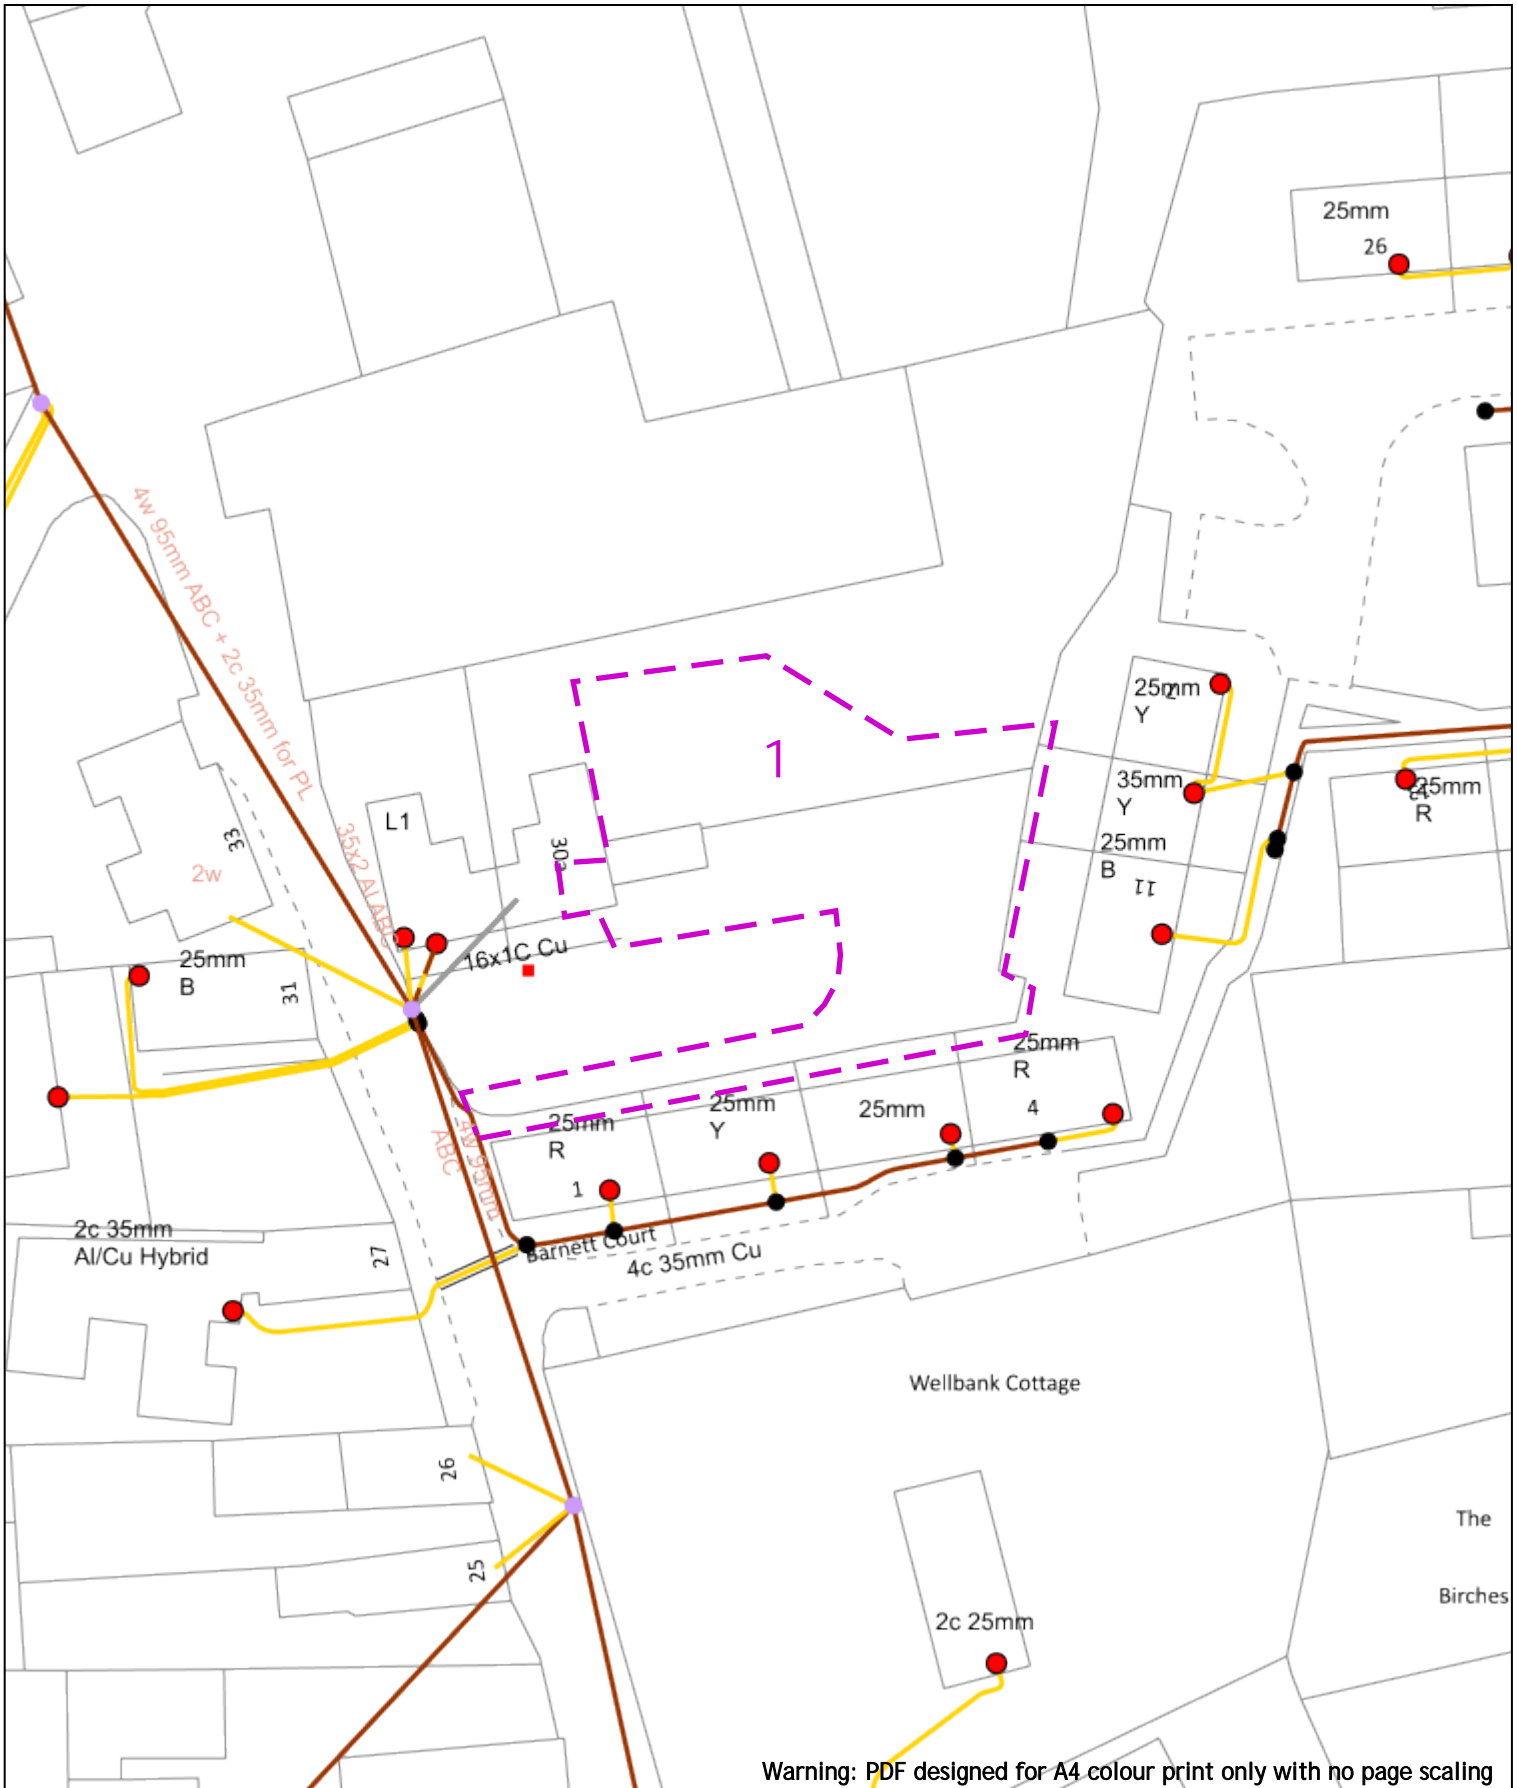 25mm
26
4w 95mm ABC + 2c 35mm for PL
25mm
2
Y
1
35mm
Y
25mm
R
L1
33
35x2 Al ABC
30a
25mm
B
11
2w
16x1C Cu
25mm
B
31
25mm
R
4
25mm
Y
25mm
25mm
R
1
4w 95mm
ABC
2c 35mm
Al/Cu Hybrid
27
Barnett Court
4c 35mm Cu
Wellbank Cottage
26
The
25
Birches
2c 25mm
Warning: PDF designed for A4 colour print only with no page scaling